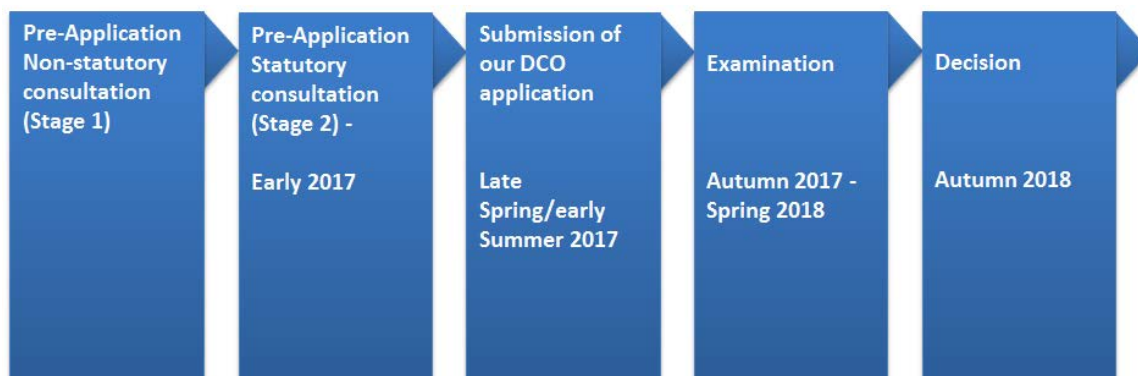 Pre-Application
Non-statutory
consultation
(Stage 1)
Pre-Application
Statutory
consultation
(Stage 2) -
Early 2017
Submission of
our DCO
application
Late
Spring/early
Summer 2017
Examination
Autumn 2017 -
Spring 2018
Decision
Autumn 2018